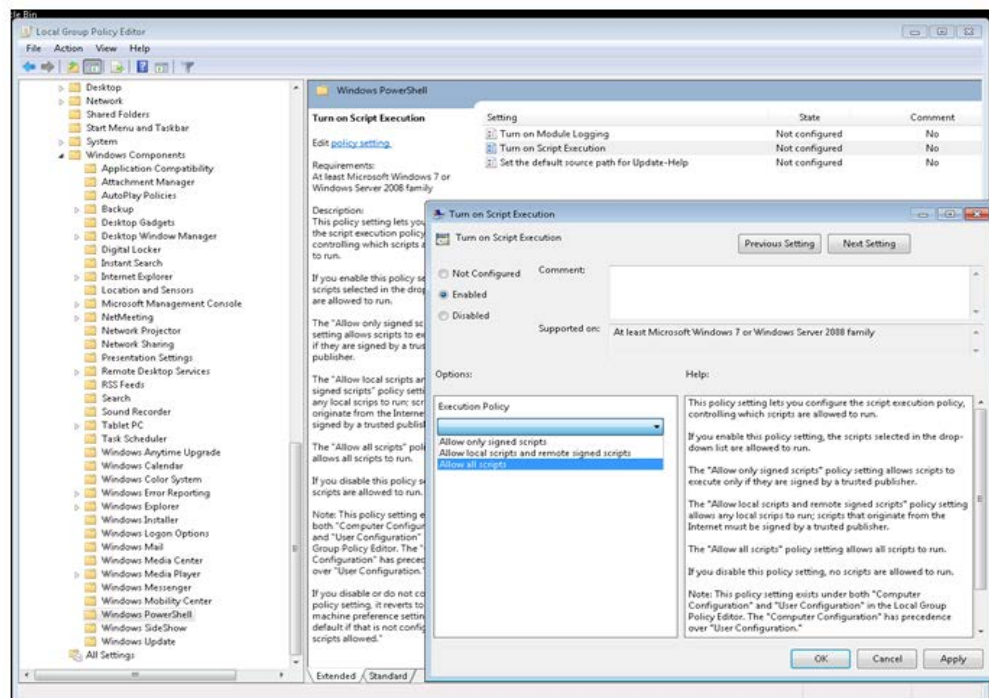 le Bin
Local Group Policy Editor
File Action View Help
Desktop
Network
Shared Folders
Start Menu and Taskbar
System
Windows Components
Application Compatibility
Attachment Manager
AutoPlay Policies
Backup
Desktop Gadgets
Desktop Window Manager
Digital Locker
Instant Search
Internet Explorer
Location and Sensors
Microsoft Management Console
NetMeeting
Network Projector
Network Sharing
Presentation Settings
Remote Desktop Services
RSS Feeds
Search
Sound Recorder
Tablet PC
Task Scheduler
Windows Anytime Upgrade
Windows Calendar
Windows Color System
Windows Error Reporting
Windows Explorer
Windows Installer
Windows Logon Options
Windows Mail
Windows Media Center
Windows Media Player
Windows Messenger
Windows Mobility Center
Windows PowerShell
Windows SideShow
Windows Update
All Settings
Windows PowerShell
Turn on Script Execution
Edit policy setting
Requirements:
At least Microsoft Windows 7 or
Windows Server 2008 family
Description:
This policy setting lets you
the script execution policy
controlling which scripts a
to run.
If you enable this policy se
scripts selected in the drop
are allowed to run.
The "Allow only signed sc
setting allows scripts to ex
if they are signed by a trus
publisher.
The "Allow local scripts an
signed scripts" policy setti
any local scrips to run; scr
originate from the Interne
signed by a trusted publisl
The "Allow all scripts" poli
allows all scripts to run.
If you disable this policy s
scripts are allowed to run.
Note: This policy setting e
both "Computer Configur
and "User Configuration"
Group Policy Editor. The "
Configuration" has preced
over "User Configuration."
If you disable or do not co
policy setting, it reverts to
machine preference settin
default if that is not config
scripts allowed."
Setting State Comment
Turn on Module Logging Not configured No
Turn on Script Execution Not configured No
Set the default source path for Update-Help Not configured No
Extended Standard
Turn on Script Execution
Turn on Script Execution
Previous Setting Next Setting
Not Configured Comment:
Enabled
Disabled
Supported on: At least Microsoft Windows 7 or Windows Server 2008 family
Options: Help:
Execution Policy
Allow only signed scripts
Allow local scripts and remote signed scripts
Allow all scripts
This policy setting lets you configure the script execution policy,
controlling which scripts are allowed to run.
If you enable this policy setting, the scripts selected in the drop-
down list are allowed to run.
The "Allow only signed scripts" policy setting allows scripts to
execute only if they are signed by a trusted publisher.
The "Allow local scripts and remote signed scripts" policy setting
allows any local scrips to run; scripts that originate from the
Internet must be signed by a trusted publisher.
The "Allow all scripts" policy setting allows all scripts to run.
If you disable this policy setting, no scripts are allowed to run.
Note: This policy setting exists under both "Computer
Configuration" and "User Configuration" in the Local Group
Policy Editor. The "Computer Configuration" has precedence
over "User Configuration."
OK Cancel Apply